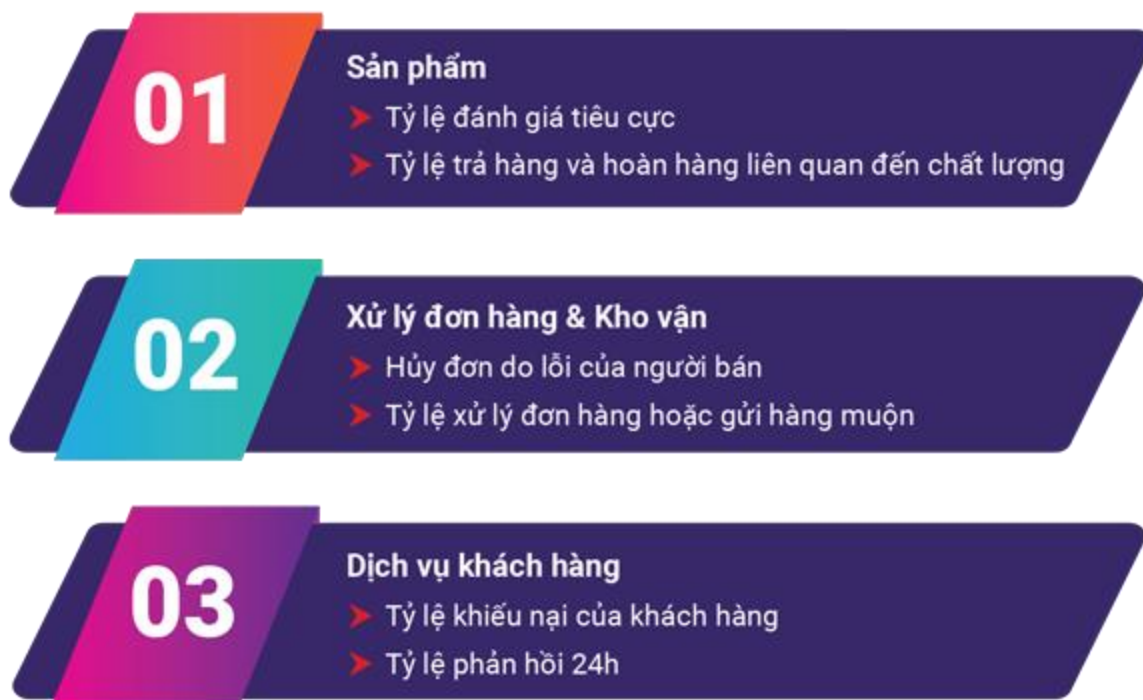 01
Sản phẩm
Tỷ lệ đánh giá tiêu cực
Tỷ lệ trả hàng và hoàn hàng liên quan đến chất lượng
02
Xử lý đơn hàng & Kho vận
Hủy đơn do lỗi của người bán
Tỷ lệ xử lý đơn hàng hoặc gửi hàng muộn
03
Dịch vụ khách hàng
Tỷ lệ khiếu nại của khách hàng
Tỷ lệ phản hồi 24h